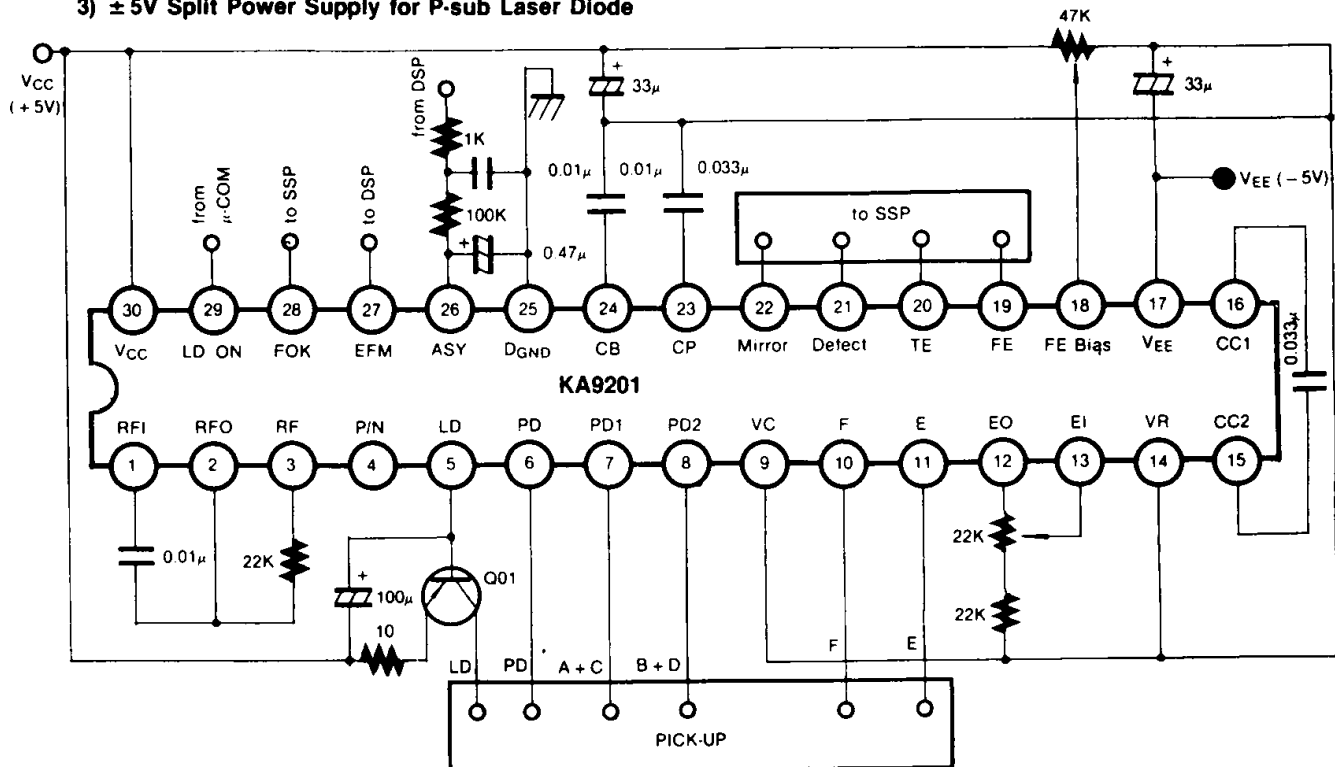 3) ± 5V Split Power Supply for P-sub Laser Diode
47K
VCC
(+5V)
from DSP
33µ
33µ
1K
0.01µ
0.01µ
0.033µ
VEE (−5V)
from
µ-COM
to SSP
to DSP
100K
0.47µ
to SSP
30
29
28
27
26
25
24
23
22
21
20
19
18
17
16
VCC
LD ON
FOK
EFM
ASY
DGND
CB
CP
Mirror
Detect
TE
FE
FE Bias
VEE
CC1
0.033µ
KA9201
RFI
RFO
RF
P/N
LD
PD
PD1
PD2
VC
F
E
EO
EI
VR
CC2
1
2
3
4
5
6
7
8
9
10
11
12
13
14
15
0.01µ
22K
22K
100µ
Q01
22K
10
LD
PD
A + C
B + D
F
E
PICK-UP